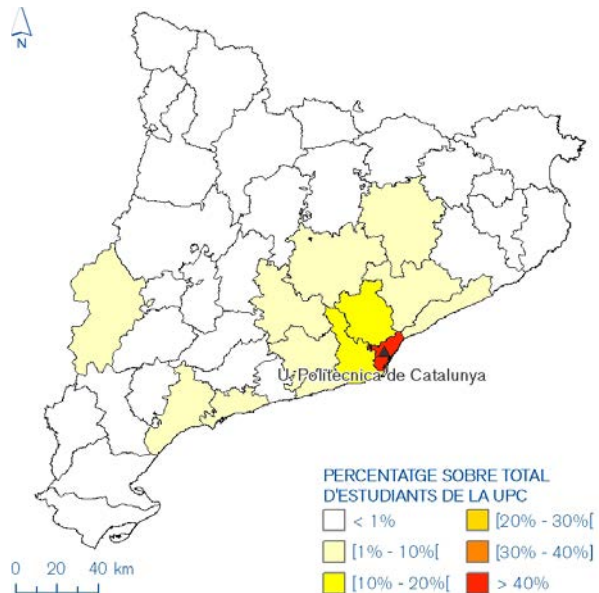 N
U. Politècnica de Catalunya
PERCENTATGE SOBRE TOTAL
D'ESTUDIANTS DE LA UPC
< 1%
[20% - 30%[
[1% - 10%[
[30% - 40%]
[10% - 20%[
> 40%
0 20 40 km